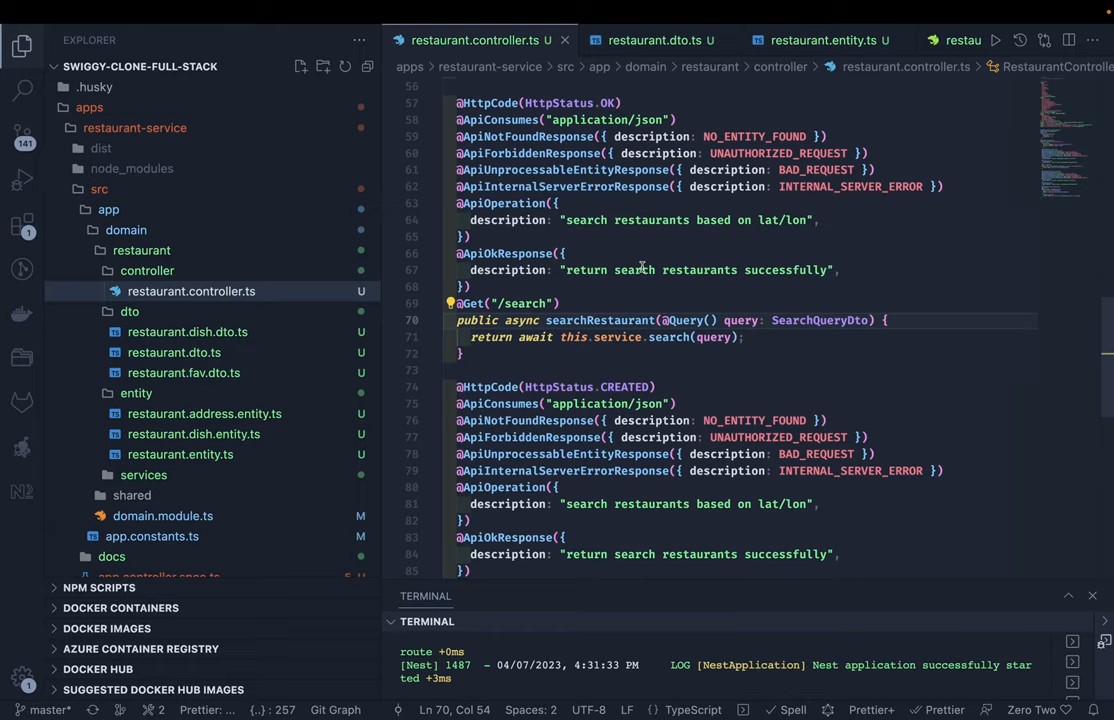 EXPLORER
SWIGGY-CLONE-FULL-STACK
.husky
apps
restaurant-service
dist
node_modules
src
app
domain
restaurant
controller
restaurant.controller.ts U
dto
restaurant.dish.dto.ts U
restaurant.dto.ts U
restaurant.fav.dto.ts U
entity
restaurant.address.entity.ts U
restaurant.dish.entity.ts U
restaurant.entity.ts U
services
shared
domain.module.ts M
app.constants.ts M
docs
app.controller.spec.ts 5, U
NPM SCRIPTS
DOCKER CONTAINERS
DOCKER IMAGES
AZURE CONTAINER REGISTRY
DOCKER HUB
SUGGESTED DOCKER HUB IMAGES
141
1
1
restaurant.controller.ts U restaurant.dto.ts U restaurant.entity.ts U restau
apps > restaurant-service > src > app > domain > restaurant > controller > restaurant.controller.ts > RestaurantControlle
56
57 @HttpCode(HttpStatus.OK)
58 @ApiConsumes("application/json")
59 @ApiNotFoundResponse({ description: NO_ENTITY_FOUND })
60 @ApiForbiddenResponse({ description: UNAUTHORIZED_REQUEST })
61 @ApiUnprocessableEntityResponse({ description: BAD_REQUEST })
62 @ApiInternalServerErrorResponse({ description: INTERNAL_SERVER_ERROR })
63 @ApiOperation({
64 description: "search restaurants based on lat/lon",
65 })
66 @ApiOkResponse({
67 description: "return search restaurants successfully",
68 })
69 @Get("/search")
70 public async searchRestaurant(@Query() query: SearchQueryDto) {
71 return await this.service.search(query);
72 }
73
74 @HttpCode(HttpStatus.CREATED)
75 @ApiConsumes("application/json")
76 @ApiNotFoundResponse({ description: NO_ENTITY_FOUND })
77 @ApiForbiddenResponse({ description: UNAUTHORIZED_REQUEST })
78 @ApiUnprocessableEntityResponse({ description: BAD_REQUEST })
79 @ApiInternalServerErrorResponse({ description: INTERNAL_SERVER_ERROR })
80 @ApiOperation({
81 description: "search restaurants based on lat/lon",
82 })
83 @ApiOkResponse({
84 description: "return search restaurants successfully",
85 })
TERMINAL
TERMINAL
route +0ms
[Nest] 1487 - 04/07/2023, 4:31:33 PM LOG [NestApplication] Nest application successfully star
ted +3ms
master* 2 Prettier: ... {..} : 257 Git Graph Ln 70, Col 54 Spaces: 2 UTF-8 LF TypeScript Spell Prettier+ Prettier Zero Two